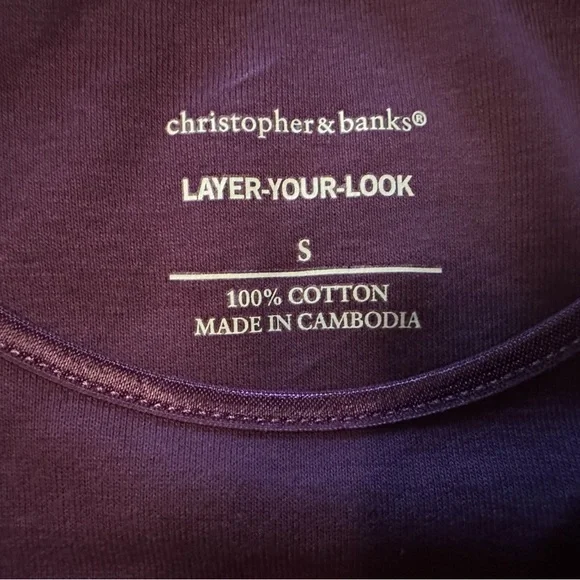 christopher & banks®
LAYER-YOUR-LOOK
S
100% COTTON
MADE IN CAMBODIA